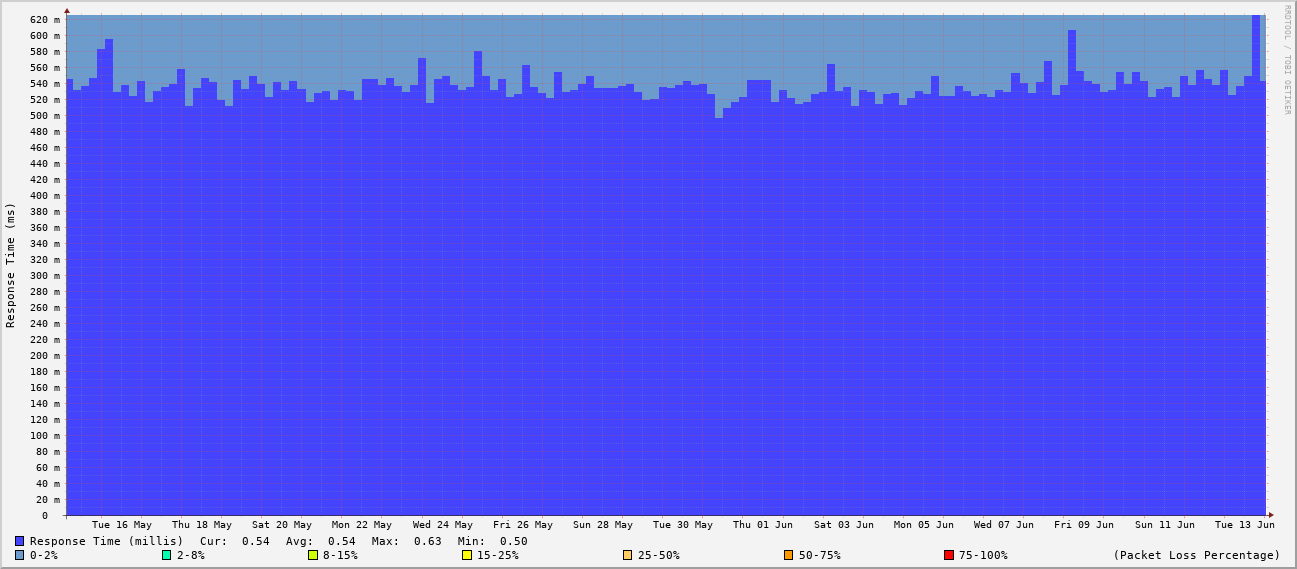 RRDTOOL / TOBI OETIKER
Response Time (ms)
620 m
600 m
580 m
560 m
540 m
520 m
500 m
480 m
460 m
440 m
420 m
400 m
380 m
360 m
340 m
320 m
300 m
280 m
260 m
240 m
220 m
200 m
180 m
160 m
140 m
120 m
100 m
80 m
60 m
40 m
20 m
0
Tue 16 May Thu 18 May Sat 20 May Mon 22 May Wed 24 May Fri 26 May Sun 28 May Tue 30 May Thu 01 Jun Sat 03 Jun Mon 05 Jun Wed 07 Jun Fri 09 Jun Sun 11 Jun Tue 13 Jun
Response Time (millis) Cur: 0.54 Avg: 0.54 Max: 0.63 Min: 0.50
0-2% 2-8% 8-15% 15-25% 25-50% 50-75% 75-100% (Packet Loss Percentage)